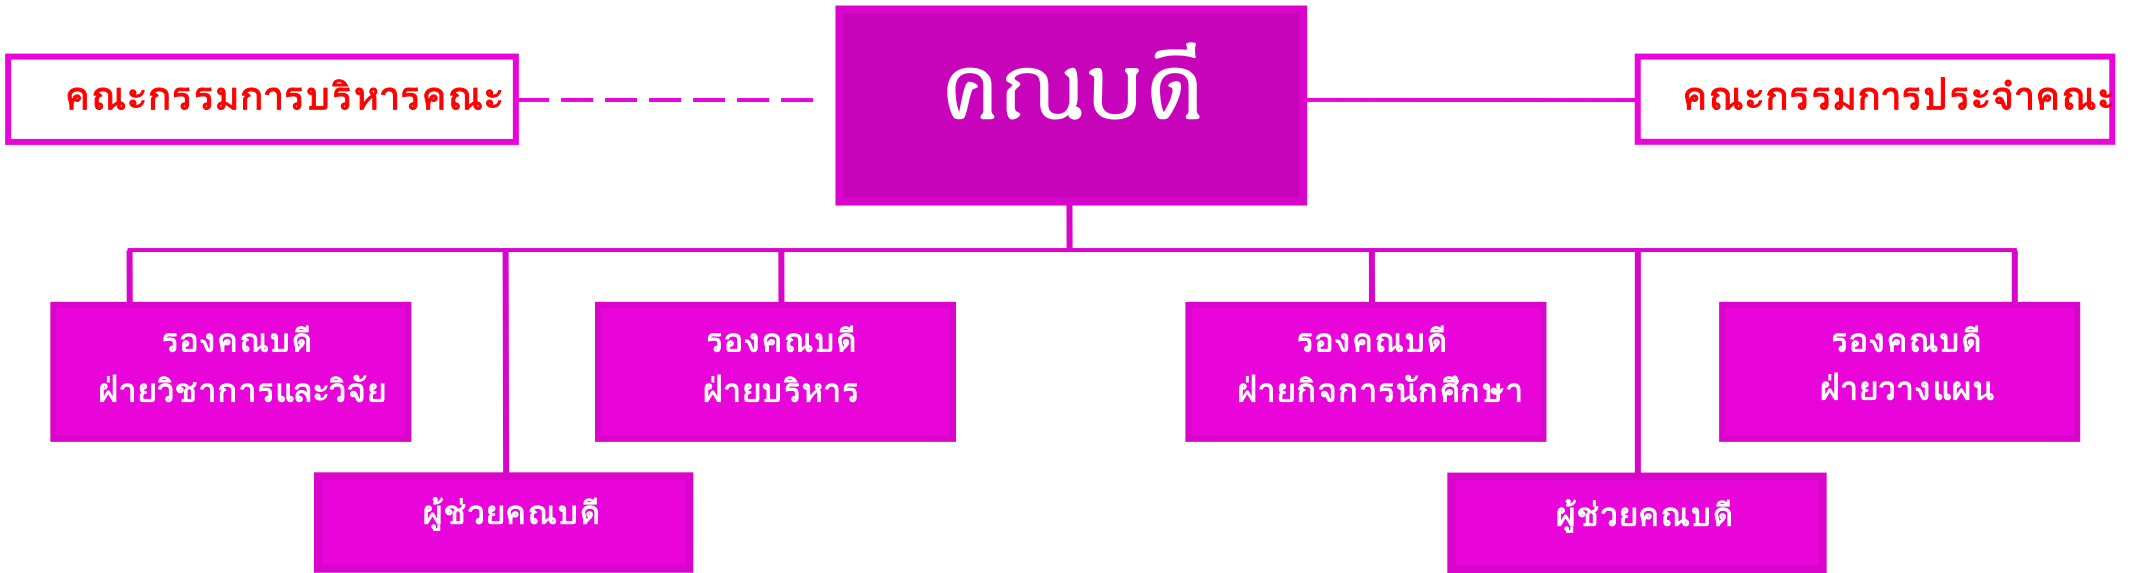 คณบดี
คณะกรรมการบริหารคณะ
คณะกรรมการประจำคณะ
รองคณบดี
ฝ่ายวิชาการและวิจัย
รองคณบดี
ฝ่ายบริหาร
รองคณบดี
ฝ่ายกิจการนักศึกษา
รองคณบดี
ฝ่ายวางแผน
ผู้ช่วยคณบดี
ผู้ช่วยคณบดี